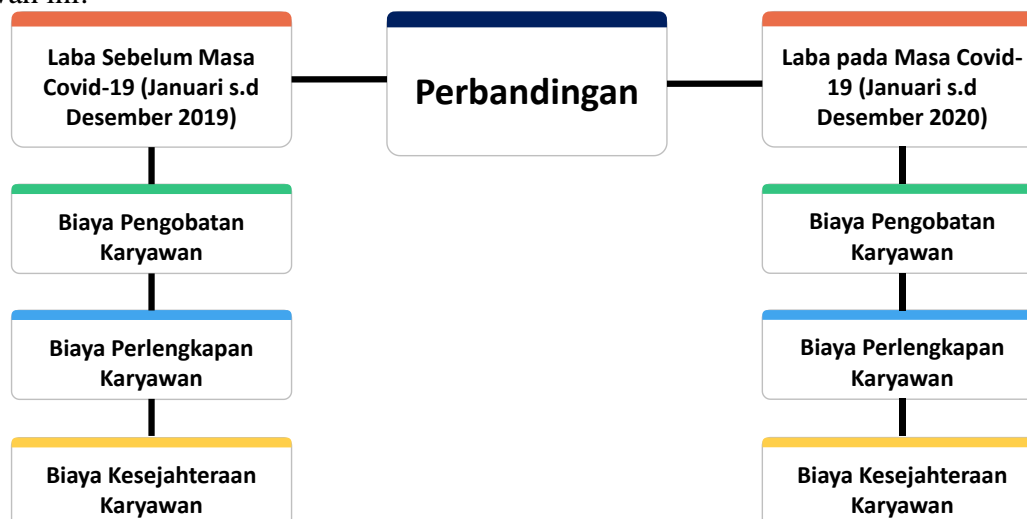 Laba Sebelum Masa
Covid-19 (Januari s.d
Desember 2019)
Perbandingan
Laba pada Masa Covid-
19 (Januari s.d
Desember 2020)
Biaya Pengobatan
Karyawan
Biaya Pengobatan
Karyawan
Biaya Perlengkapan
Karyawan
Biaya Perlengkapan
Karyawan
Biaya Kesejahteraan
Karyawan
Biaya Kesejahteraan
Karyawan